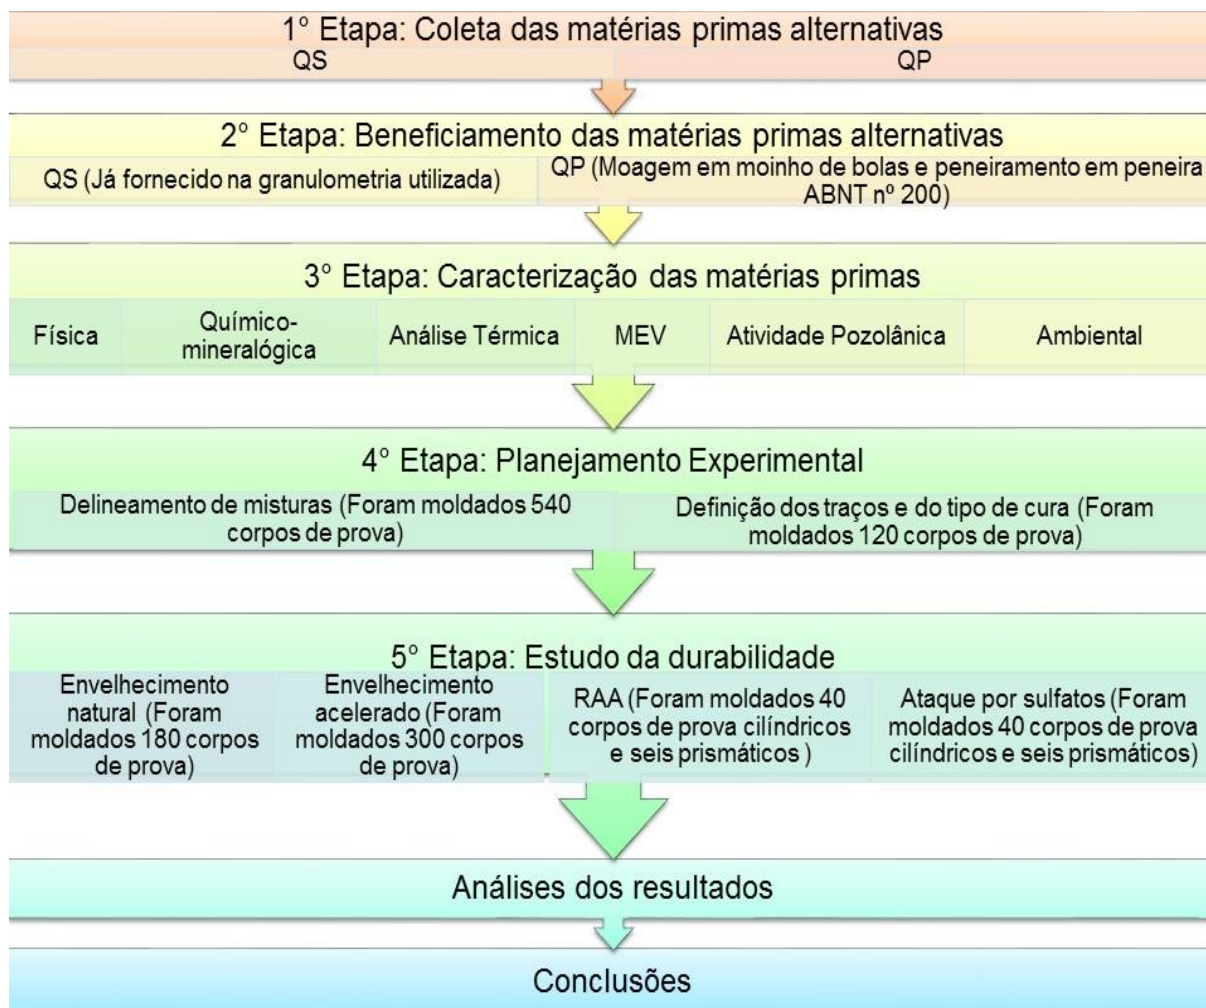 1° Etapa: Coleta das matérias primas alternativas
QS
QP
2° Etapa: Beneficiamento das matérias primas alternativas
QS (Já fornecido na granulometria utilizada)
QP (Moagem em moinho de bolas e peneiramento em peneira
ABNT nº 200)
3° Etapa: Caracterização das matérias primas
Física
Químico-
mineralógica
Análise Térmica
MEV
Atividade Pozolânica
Ambiental
4° Etapa: Planejamento Experimental
Delineamento de misturas (Foram moldados 540
corpos de prova)
Definição dos traços e do tipo de cura (Foram
moldados 120 corpos de prova)
5° Etapa: Estudo da durabilidade
Envelhecimento
natural (Foram
moldados 180 corpos
de prova)
Envelhecimento
acelerado (Foram
moldados 300 corpos
de prova)
RAA (Foram moldados 40
corpos de prova cilíndricos
e seis prismáticos )
Ataque por sulfatos (Foram
moldados 40 corpos de prova
cilíndricos e seis prismáticos)
Análises dos resultados
Conclusões